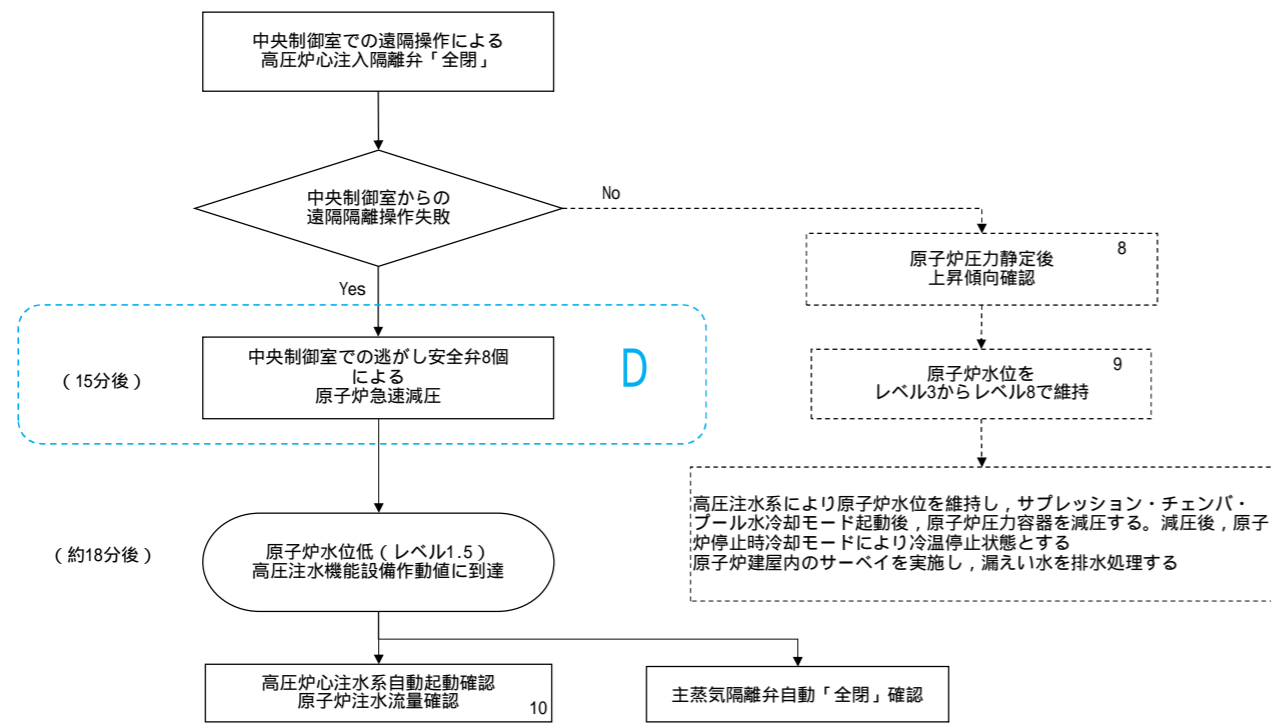 中央制御室での遠隔操作による
高圧炉心注入隔離弁「全閉」
中央制御室からの
遠隔隔離操作失敗
No
Yes
原子炉圧力静定後
上昇傾向確認
8
(15分後)
中央制御室での逃がし安全弁8個
による
原子炉急速減圧
D
原子炉水位を
レベル3からレベル8で維持
9
高圧注水系により原子炉水位を維持し,サプレッション・チェンバ・
プール水冷却モード起動後,原子炉圧力容器を減圧する。減圧後,原子
炉停止時冷却モードにより冷温停止状態とする
原子炉建屋内のサーベイを実施し,漏えい水を排水処理する
(約18分後)
原子炉水位低(レベル1.5)
高圧注水機能設備作動値に到達
高圧炉心注水系自動起動確認
原子炉注水流量確認
10
主蒸気隔離弁自動「全閉」確認